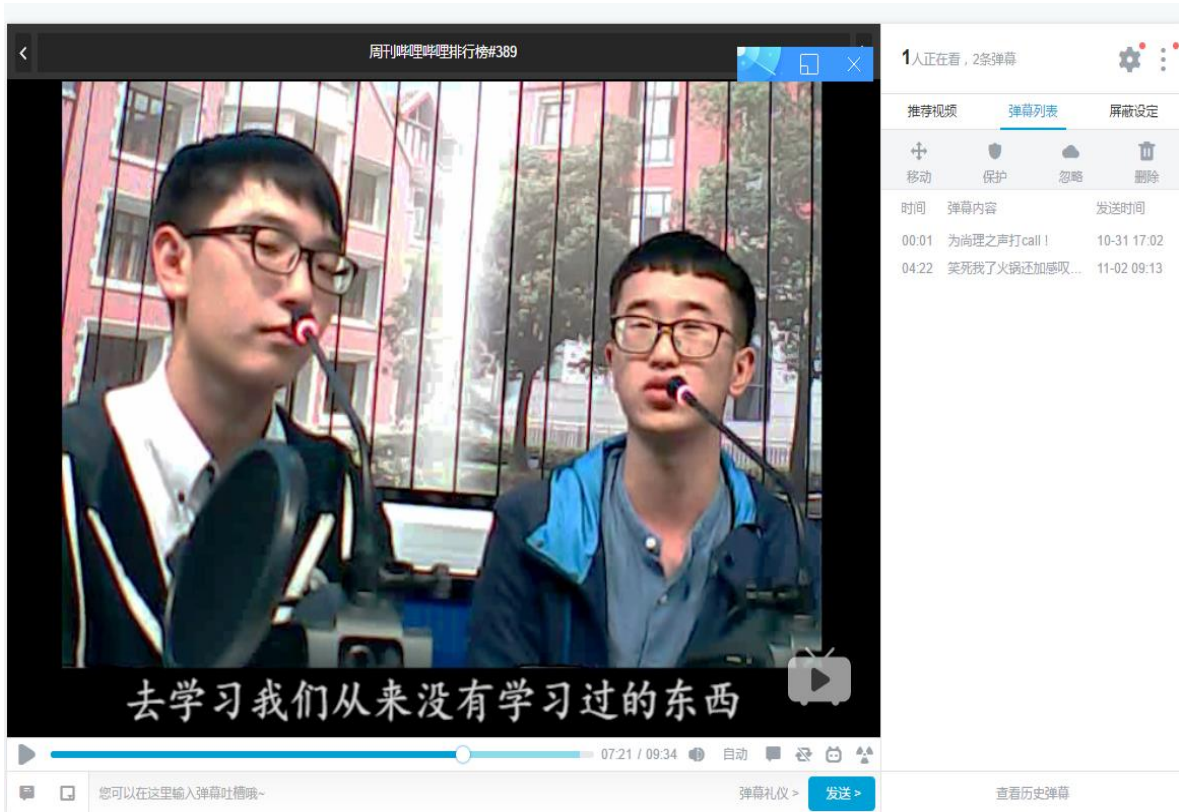 周刊哔哩哔哩排行榜#389
去学习我们从来没有学习过的东西
07:21 / 09:34 自动
您可以在这里输入弹幕吐槽哦~ 弹幕礼仪 > 发送 >
1人正在看，2条弹幕
推荐视频 弹幕列表 屏蔽设定
移动 保护 忽略 删除
时间 弹幕内容 发送时间
00:01 为尚理之声打call！ 10-31 17:02
04:22 笑死我了火锅还加感叹... 11-02 09:13
查看历史弹幕